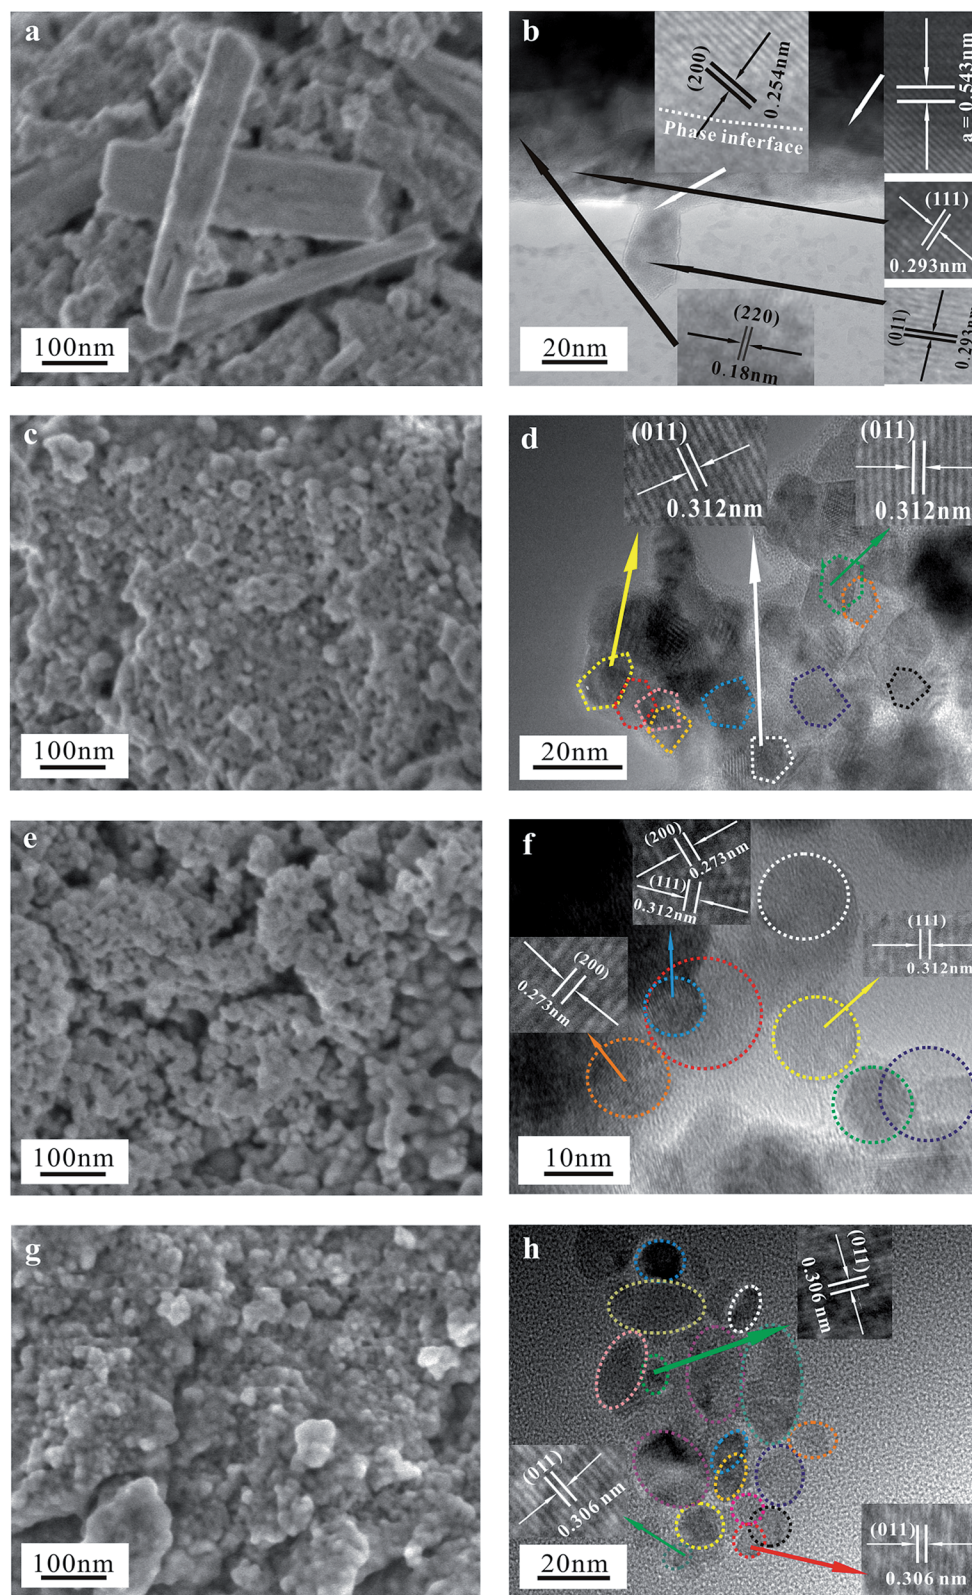 a
100nm
b
(200)
0.254nm
Phase inferface
a = 0.543nm
(111)
0.293nm
(011)
(220)
0.18nm
20nm
c
100nm
d
(011)
0.312nm
(011)
0.312nm
20nm
e
100nm
f
(200)
0.273nm
(111)
0.312nm
(111)
0.312nm
(200)
0.273nm
10nm
g
100nm
h
(011)
0.306 nm
(011)
0.306 nm
(011)
0.306 nm
20nm